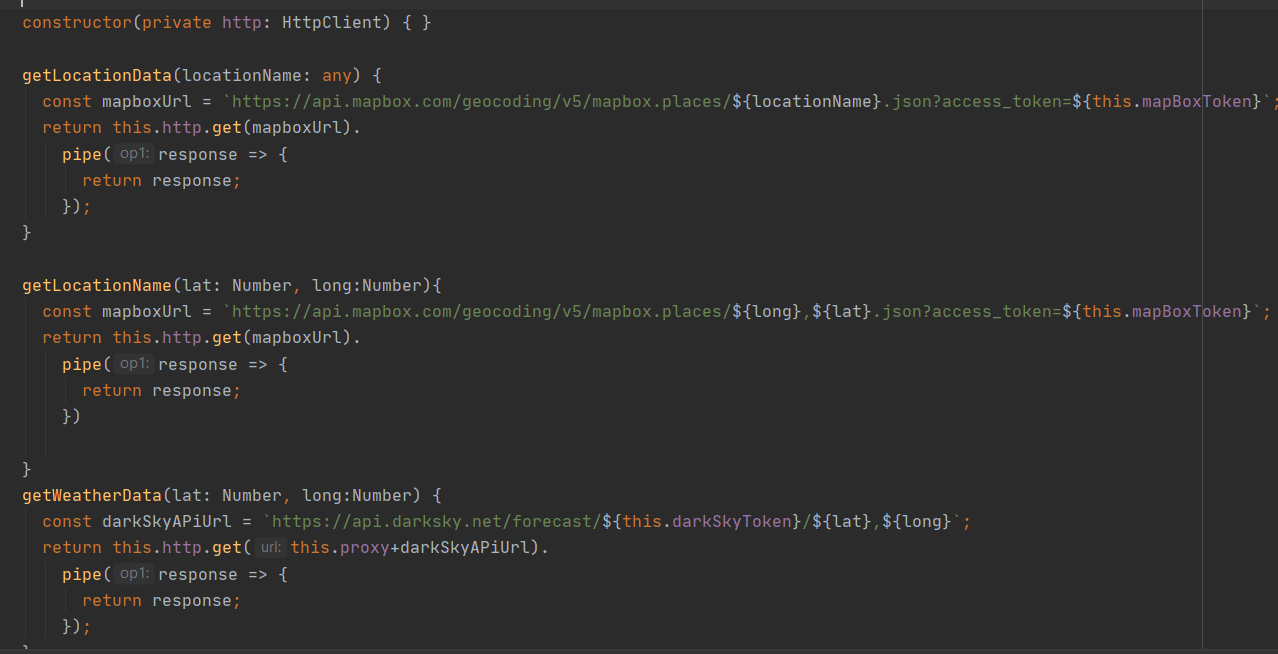 constructor(private http: HttpClient) { }
getLocationData(locationName: any) {
const mapboxUrl = `https://api.mapbox.com/geocoding/v5/mapbox.places/${locationName}.json?access_token=${this.mapBoxToken}`;
return this.http.get(mapboxUrl).
pipe( op1: response => {
return response;
});
}
getLocationName(lat: Number, long:Number){
const mapboxUrl = `https://api.mapbox.com/geocoding/v5/mapbox.places/${long},${lat}.json?access_token=${this.mapBoxToken}`;
return this.http.get(mapboxUrl).
pipe( op1: response => {
return response;
})
}
getWeatherData(lat: Number, long:Number) {
const darkSkyAPiUrl = `https://api.darksky.net/forecast/${this.darkSkyToken}/${lat},${long}`;
return this.http.get( url: this.proxy+darkSkyAPiUrl).
pipe( op1: response => {
return response;
});